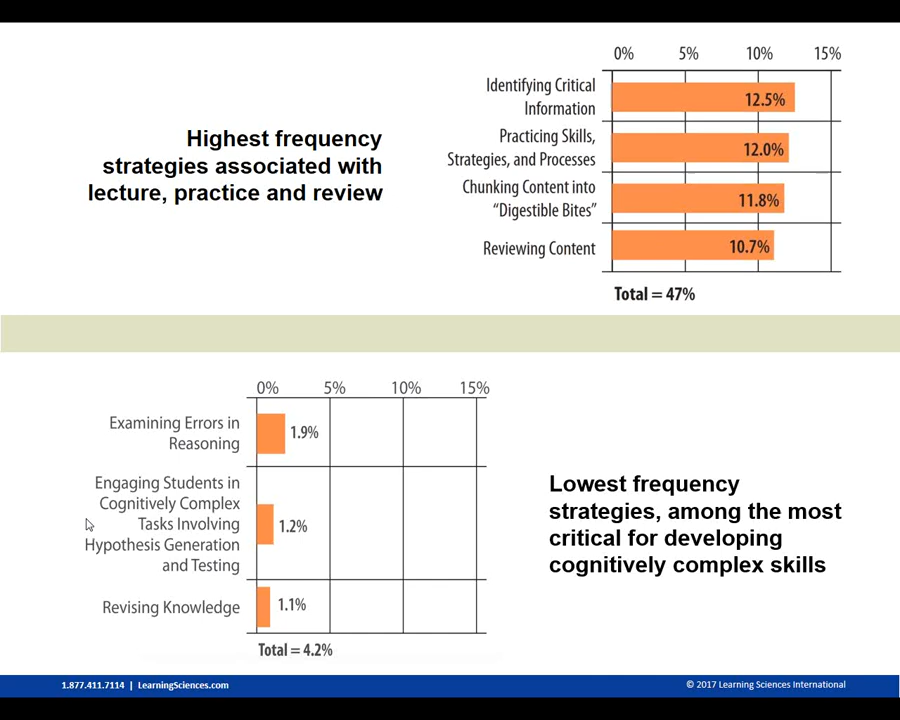 0% 5% 10% 15%
Identifying Critical
Information
12.5%
Highest frequency
strategies associated with
lecture, practice and review
Practicing Skills,
Strategies, and Processes
12.0%
Chunking Content into
“Digestible Bites”
11.8%
Reviewing Content
10.7%
Total = 47%
0% 5% 10% 15%
Examining Errors in
Reasoning
1.9%
Engaging Students in
Cognitively Complex
Tasks Involving
Hypothesis Generation
and Testing
1.2%
Revising Knowledge
1.1%
Total = 4.2%
Lowest frequency
strategies, among the most
critical for developing
cognitively complex skills
1.877.411.7114 | LearningSciences.com
© 2017 Learning Sciences International